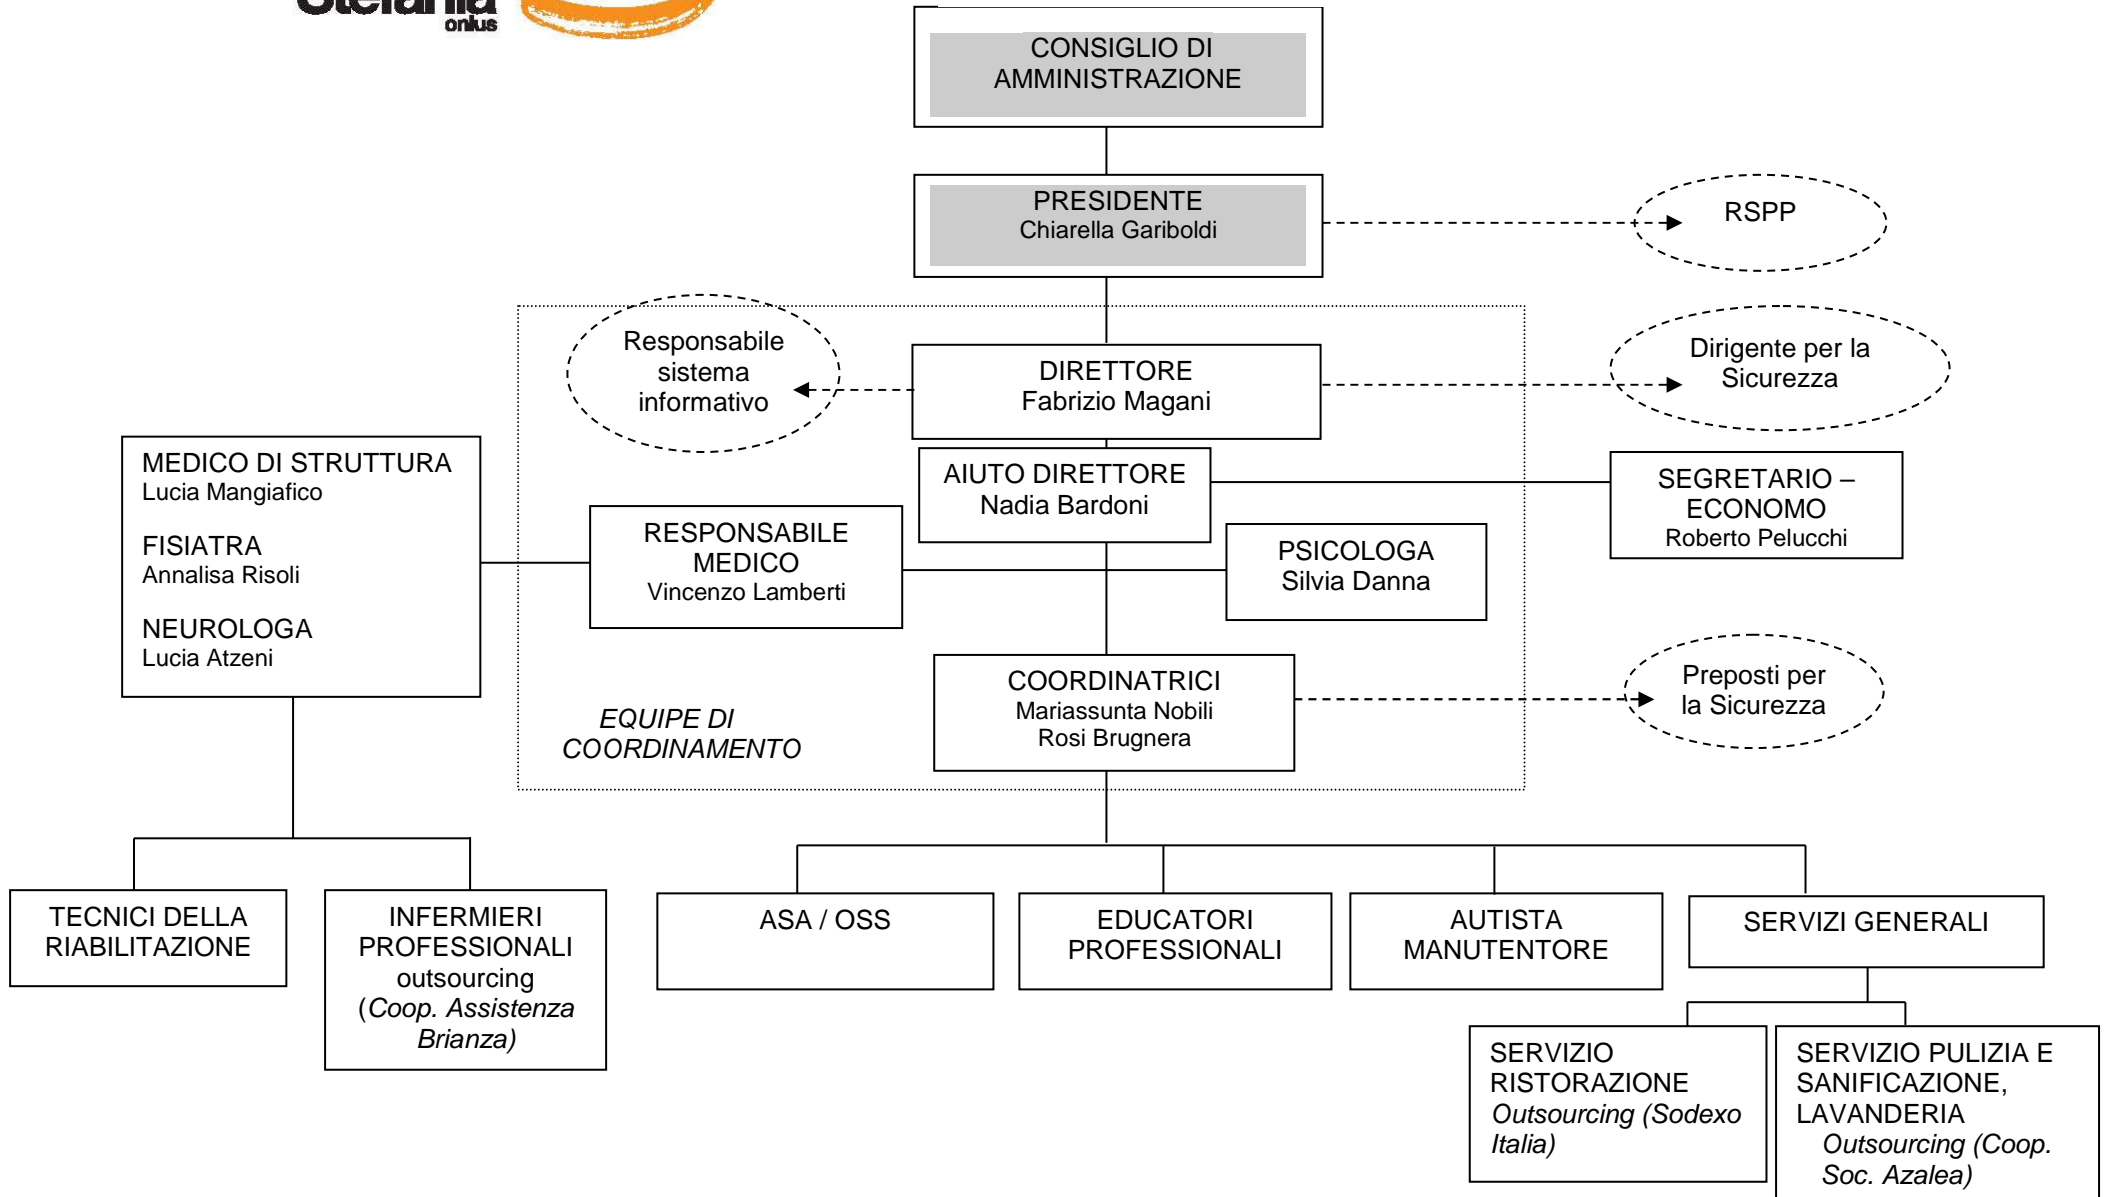 Stefania
onlus
CONSIGLIO DI
AMMINISTRAZIONE
PRESIDENTE
Chiarella Gariboldi
RSPP
Responsabile
sistema
informativo
DIRETTORE
Fabrizio Magani
Dirigente per la
Sicurezza
AIUTO DIRETTORE
Nadia Bardoni
SEGRETARIO –
ECONOMO
Roberto Pelucchi
MEDICO DI STRUTTURA
Lucia Mangiafico
FISIATRA
Annalisa Risoli
NEUROLOGA
Lucia Atzeni
RESPONSABILE
MEDICO
Vincenzo Lamberti
PSICOLOGA
Silvia Danna
COORDINATRICI
Mariassunta Nobili
Rosi Brugnera
Preposti per
la Sicurezza
EQUIPE DI
COORDINAMENTO
TECNICI DELLA
RIABILITAZIONE
INFERMIERI
PROFESSIONALI
outsourcing
(Coop. Assistenza
Brianza)
ASA / OSS
EDUCATORI
PROFESSIONALI
AUTISTA
MANUTENTORE
SERVIZI GENERALI
SERVIZIO
RISTORAZIONE
Outsourcing (Sodexo
Italia)
SERVIZIO PULIZIA E
SANIFICAZIONE,
LAVANDERIA
Outsourcing (Coop.
Soc. Azalea)